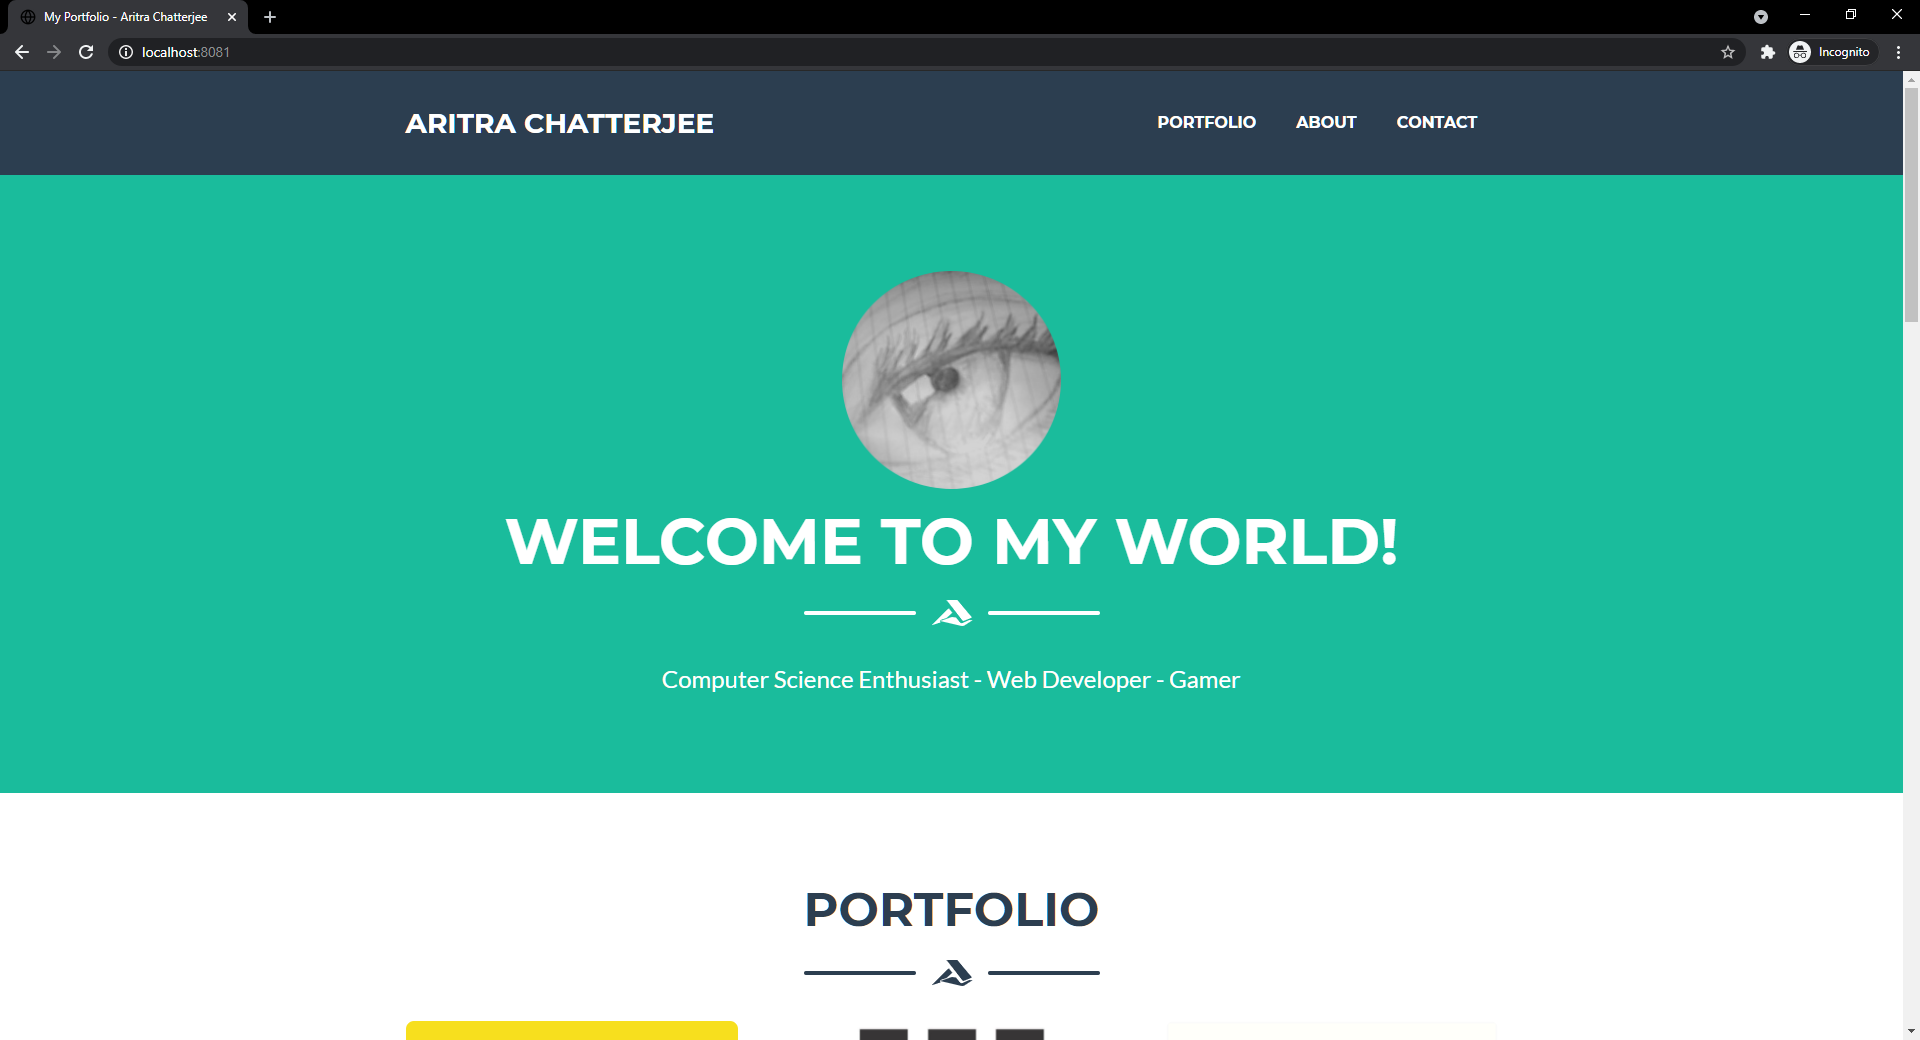 My Portfolio - Aritra Chatterjee
localhost:8081
Incognito
ARITRA CHATTERJEE
PORTFOLIO ABOUT CONTACT
WELCOME TO MY WORLD!
Computer Science Enthusiast - Web Developer - Gamer
PORTFOLIO